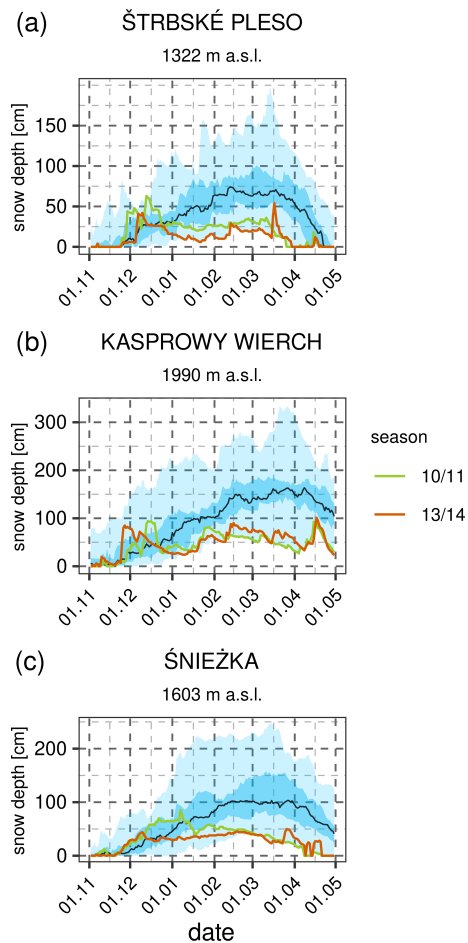 (a) ŠTRBSKÉ PLESO
1322 m a.s.l.
snow depth [cm]
150
100
50
0
01.11 01.12 01.01 01.02 01.03 01.04 01.05
(b) KASPROWY WIERCH
1990 m a.s.l.
snow depth [cm]
300
200
100
0
01.11 01.12 01.01 01.02 01.03 01.04 01.05
season
10/11
13/14
(c) ŚNIEŻKA
1603 m a.s.l.
snow depth [cm]
200
100
0
01.11 01.12 01.01 01.02 01.03 01.04 01.05
date